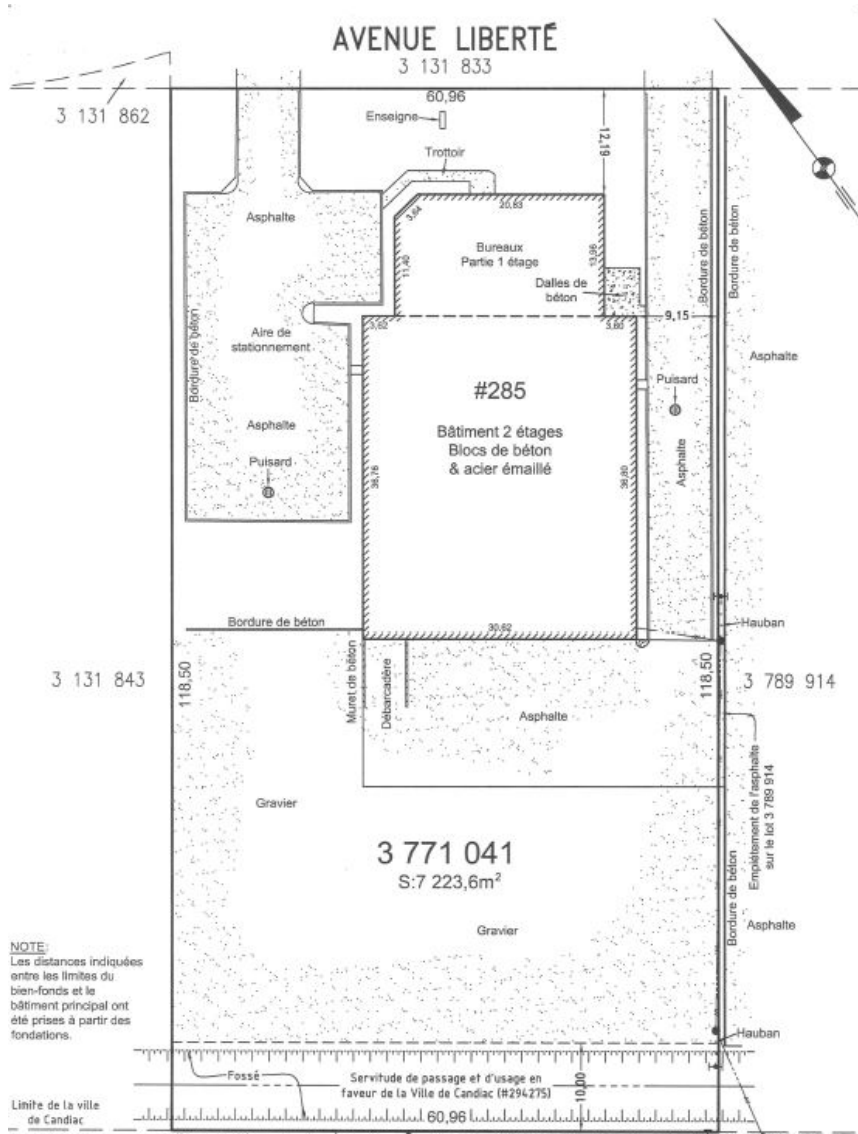 AVENUE LIBERTÉ
3 131 833
60,96
3 131 862
Enseigne
12,19
Trottoir
Asphalte
20,83
3,64
Bureaux
Partie 1 étage
11,40
13,96
Dalles de
béton
Bordure de béton
Bordure de béton
Bordure de béton
3,62
3,60
9,15
Aire de
stationnement
Asphalte
#285
Puisard
Bâtiment 2 étages
Blocs de béton
& acier émaillé
Asphalte
Puisard
36,78
36,80
Asphalte
Bordure de béton
30,62
Hauban
3 131 843
118,50
Muret de béton
Débarcadère
Asphalte
118,50
3 789 914
Empiétement de l'asphalte
sur le lot 3 789 914
Gravier
3 771 041
S:7 223,6m²
Gravier
Bordure de béton
Asphalte
NOTE:
Les distances indiquées
entre les limites du
bien-fonds et le
bâtiment principal ont
été prises à partir des
fondations.
Hauban
Fossé
Servitude de passage et d'usage en
faveur de la Ville de Candiac (#294275)
10,00
Limite de la ville
de Candiac
60,96